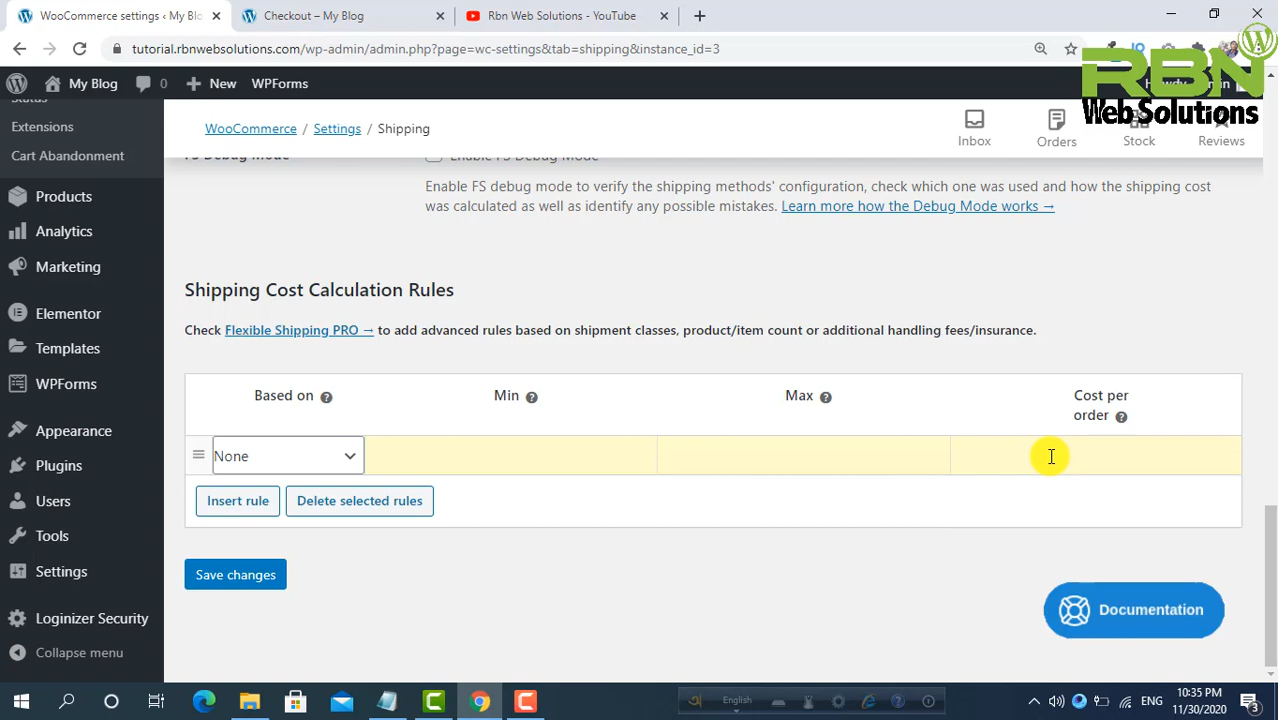 WooCommerce settings ‹ My Blo
Checkout – My Blog
Rbn Web Solutions - YouTube
tutorial.rbnwebsolutions.com/wp-admin/admin.php?page=wc-settings&tab=shipping&instance_id=3
My Blog
0
New
WPForms
RBN
Web Solutions
Status
Extensions
Cart Abandonment
Products
Analytics
Marketing
Elementor
Templates
WPForms
Appearance
Plugins
Users
Tools
Settings
Loginizer Security
Collapse menu
WooCommerce / Settings / Shipping
Inbox
Orders
Stock
Reviews
FS Debug Mode
Enable FS Debug Mode
Enable FS debug mode to verify the shipping methods' configuration, check which one was used and how the shipping cost
was calculated as well as identify any possible mistakes. Learn more how the Debug Mode works →
Shipping Cost Calculation Rules
Check Flexible Shipping PRO → to add advanced rules based on shipment classes, product/item count or additional handling fees/insurance.
Based on
Min
Max
Cost per
order
None
Insert rule
Delete selected rules
Save changes
Documentation
English
ENG
10:35 PM
11/30/2020
3